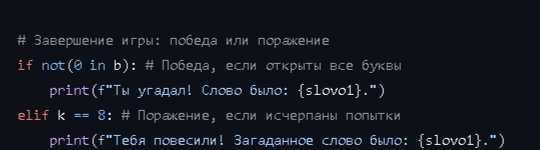 # Завершение игры: победа или поражение
if not(0 in b): # Победа, если открыты все буквы
    print(f"Ты угадал! Слово было: {slovo1}.")
elif k == 8: # Поражение, если исчерпаны попытки
    print(f"Тебя повесили! Загаданное слово было: {slovo1}.")